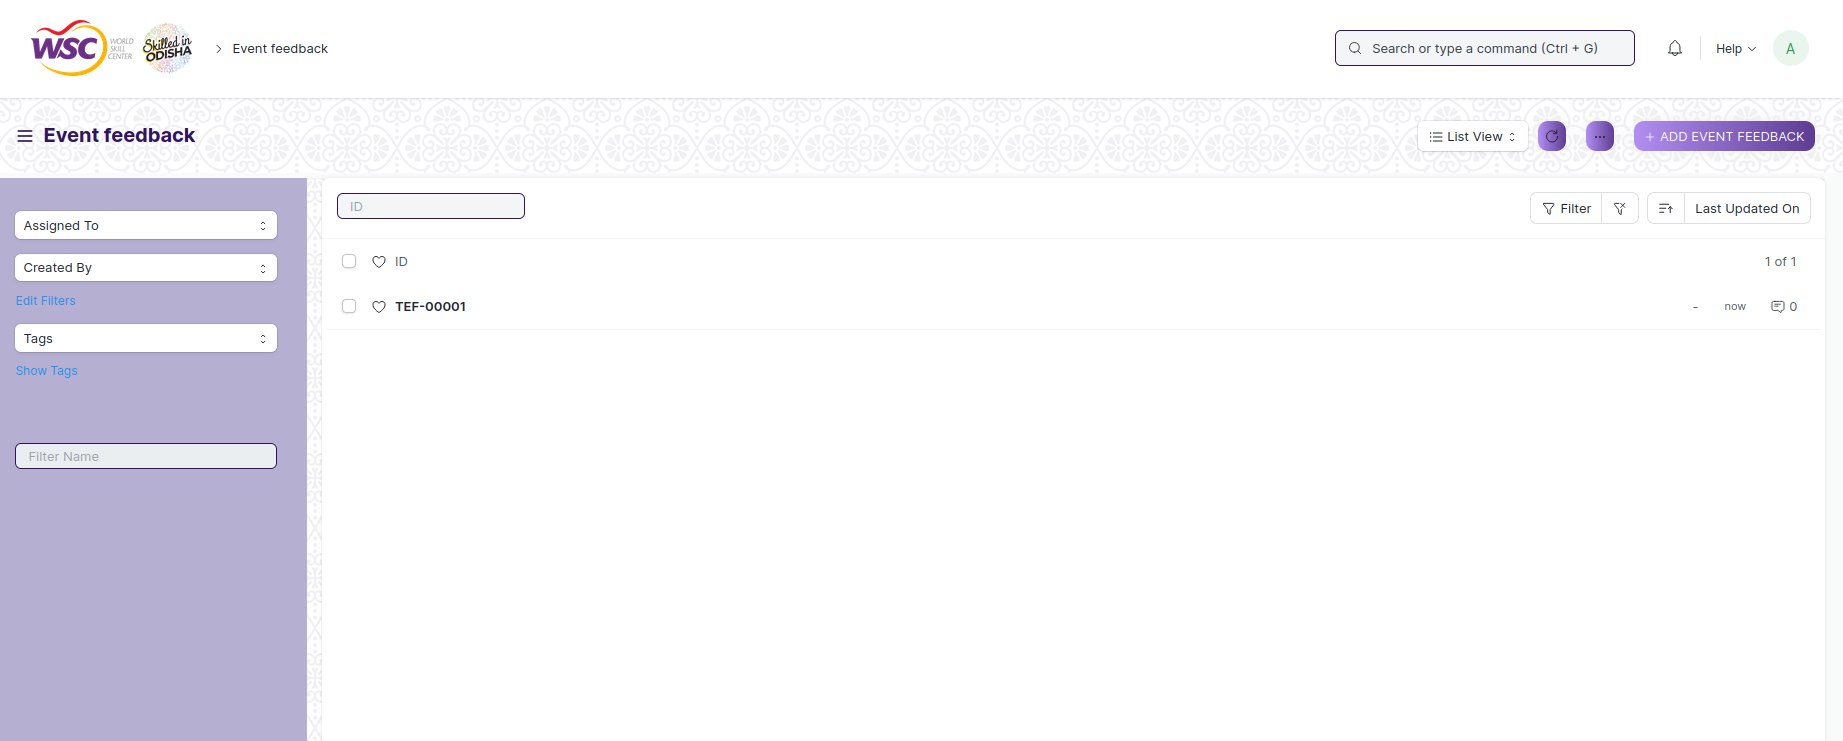 WSC
WORLD
SKILL
CENTER
Skilled in
ODISHA
Event feedback
Search or type a command (Ctrl + G)
Help
A
Event feedback
List View
+ ADD EVENT FEEDBACK
Assigned To
Created By
Edit Filters
Tags
Show Tags
Filter Name
ID
Filter
Last Updated On
ID
1 of 1
TEF-00001
-
now
0